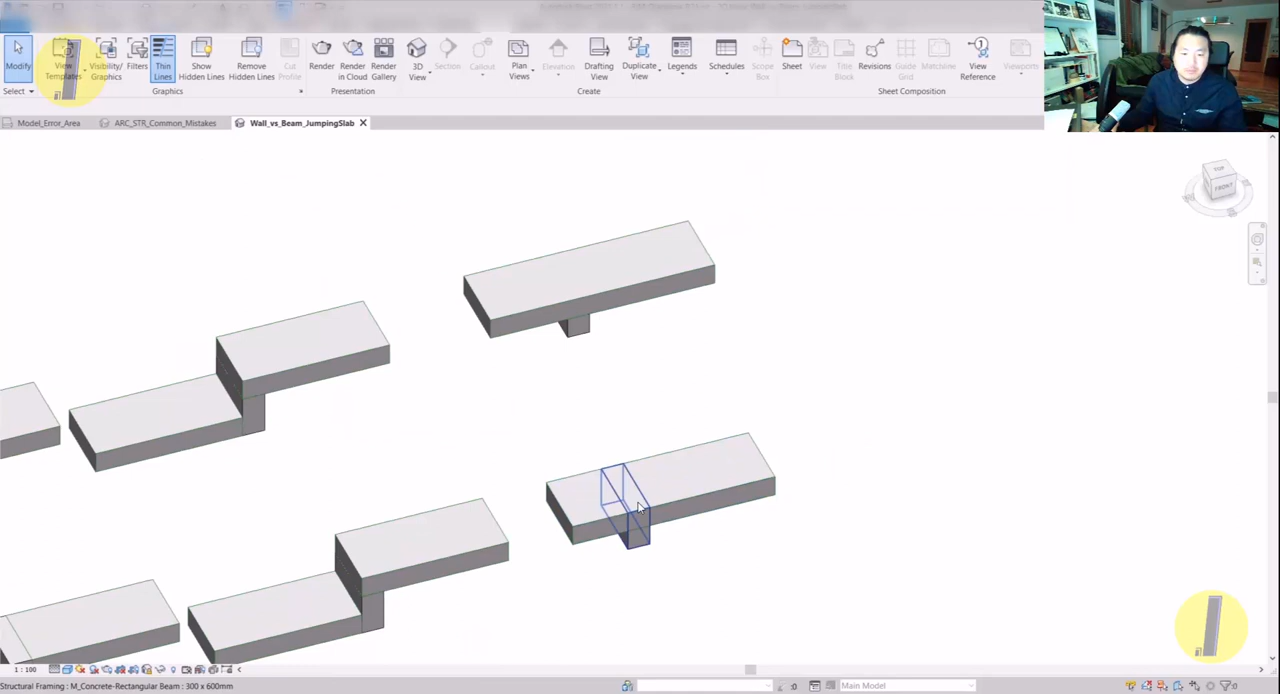 Modify
View Templates
Visibility/ Graphics
Filters
Thin Lines
Show Hidden Lines
Remove Hidden Lines
Cut Profile
Render
Render in Cloud
Render Gallery
3D View
Section
Callout
Plan Views
Elevation
Drafting View
Duplicate View
Legends
Schedules
Scope Box
Sheet
View
Title Block
Revisions
Guide Grid
Matchline
View Reference
Viewports
Select
Graphics
Presentation
Create
Sheet Composition
Model_Error_Area
ARC_STR_Common_Mistakes
Wall_vs_Beam_JumpingSlab
TOP
FRONT
1 : 100
Structural Framing : M_Concrete-Rectangular Beam : 300 x 600mm
:0
Main Model
:0